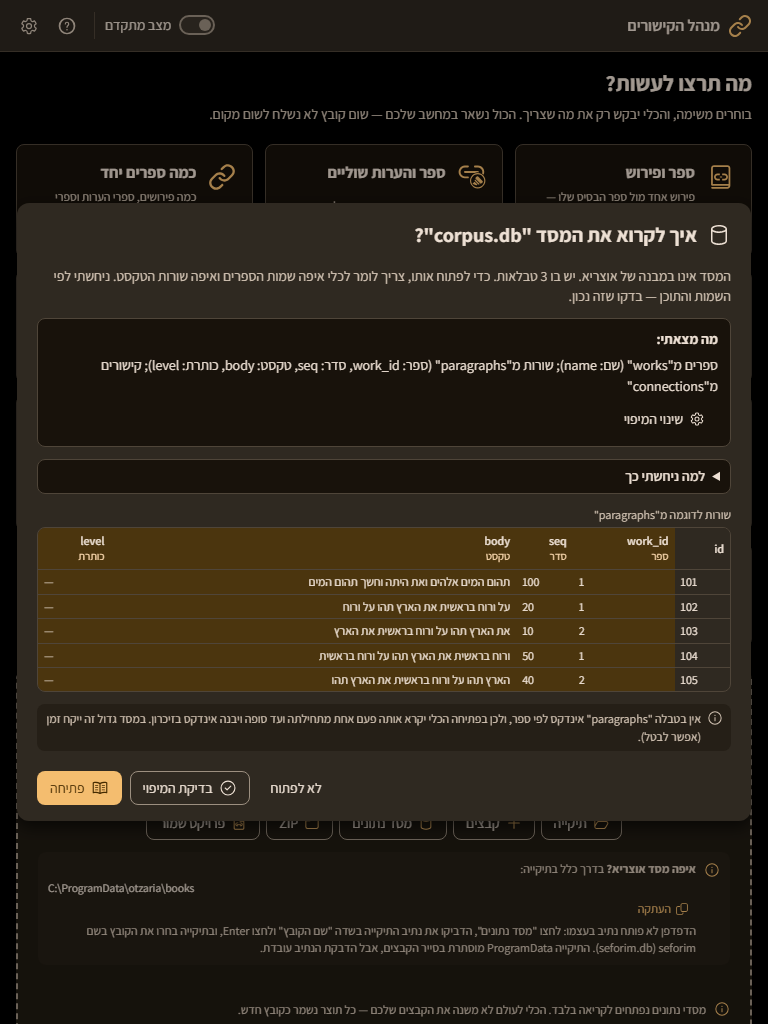 מנהל הקישורים
מצב מתקדם
מה תרצו לעשות?
בוחרים משימה, והכלי יבקש רק את מה שצריך. הכול נשאר במחשב שלכם — שום קובץ לא נשלח לשום מקום.
ספר ופירוש
ספר והערות שוליים
כמה ספרים יחד
פירוש אחד מול ספר הבסיס שלו —
כמה פירושים, ספרי הערות וספרי
איך לקרוא את המסד "corpus.db"?
המסד אינו במבנה של אוצריא. יש בו 3 טבלאות. כדי לפתוח אותו, צריך לומר לכלי איפה שמות הספרים ואיפה שורות הטקסט. ניחשתי לפי
השמות והתוכן — בדקו שזה נכון.
מה מצאתי:
ספרים מ"works" (שם: name); שורות מ"paragraphs" (ספר: work_id, סדר: seq, טקסט: body, כותרת: level); קישורים
מ"connections"
שינוי המיפוי
למה ניחשתי כך
שורות לדוגמה מ"paragraphs"
id work_id seq body level
ספר סדר טקסט כותרת
101 1 100 תהום המים אלהים ואת היתה וחשך תהום המים —
102 1 20 על ורוח בראשית את הארץ תהו על ורוח —
103 2 10 את הארץ תהו על ורוח בראשית את הארץ —
104 1 50 ורוח בראשית את הארץ תהו על ורוח בראשית —
105 2 40 הארץ תהו על ורוח בראשית את הארץ תהו —
אין בטבלה "paragraphs" אינדקס לפי ספר, ולכן בפתיחה הכלי יקרא אותה פעם אחת מתחילתה ועד סופה ויבנה אינדקס בזיכרון. במסד גדול זה ייקח זמן
(אפשר לבטל).
לא לפתוח
בדיקת המיפוי
פתיחה
תיקייה
קבצים
מסד נתונים
ZIP
פרויקט שמור
איפה מסד אוצריא? בדרך כלל בתיקייה:
C:\ProgramData\otzaria\books
העתקה
הדפדפן לא פותח נתיב בעצמו: לחצו "מסד נתונים", הדביקו את נתיב התיקייה בשדה "שם הקובץ" ולחצו Enter, ובתיקייה בחרו את הקובץ בשם
seforim (seforim.db). התיקייה ProgramData מוסתרת בסייר הקבצים, אבל הדבקת הנתיב עובדת.
מסדי נתונים נפתחים לקריאה בלבד. הכלי לעולם לא משנה את הקבצים שלכם — כל תוצר נשמר כקובץ חדש.